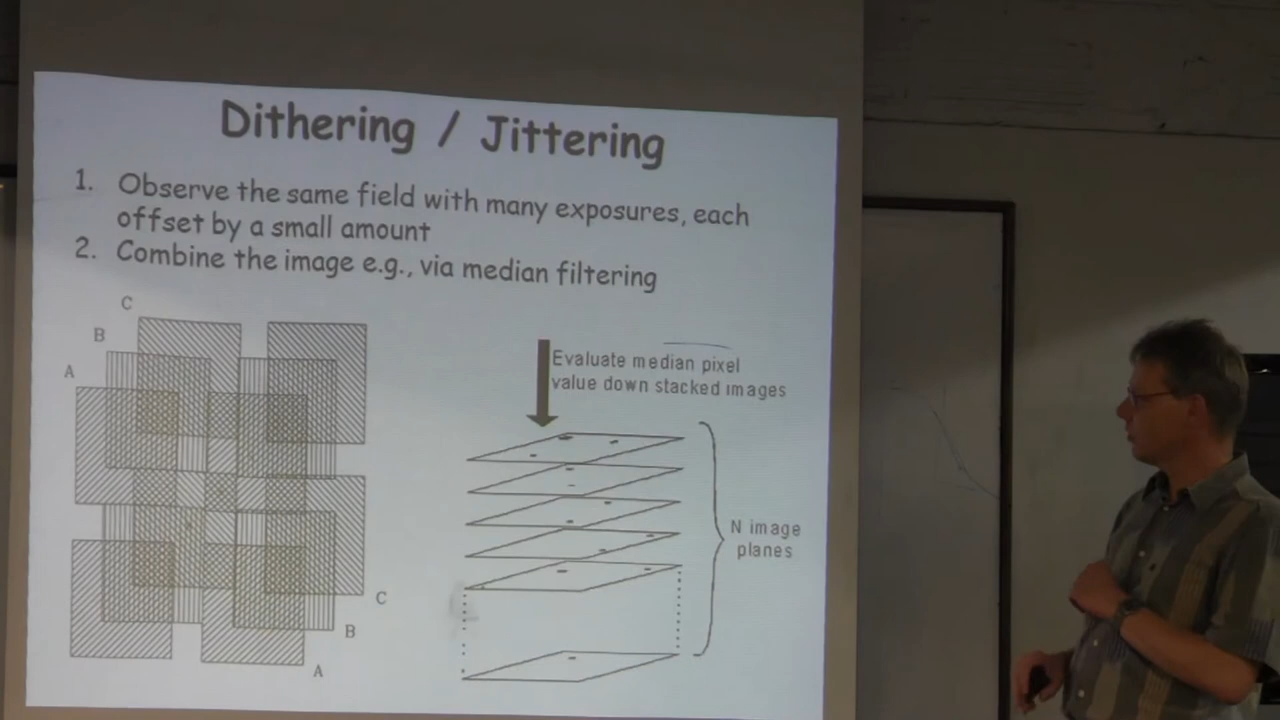 Dithering / Jittering
1. Observe the same field with many exposures, each
offset by a small amount
2. Combine the image e.g., via median filtering
C
B
A
Evaluate median pixel
value down stacked images
N image
planes
C
B
A